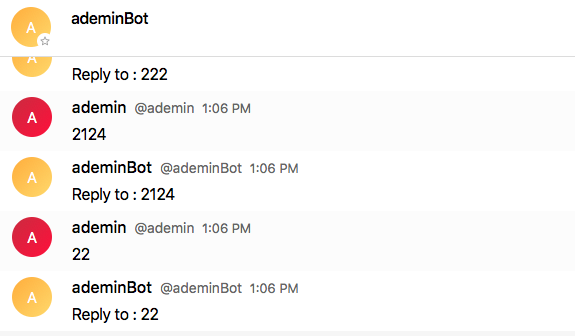 A
ademinBot
A
Reply to : 222
A
ademin @ademin 1:06 PM
2124
A
ademinBot @ademinBot 1:06 PM
Reply to : 2124
A
ademin @ademin 1:06 PM
22
A
ademinBot @ademinBot 1:06 PM
Reply to : 22